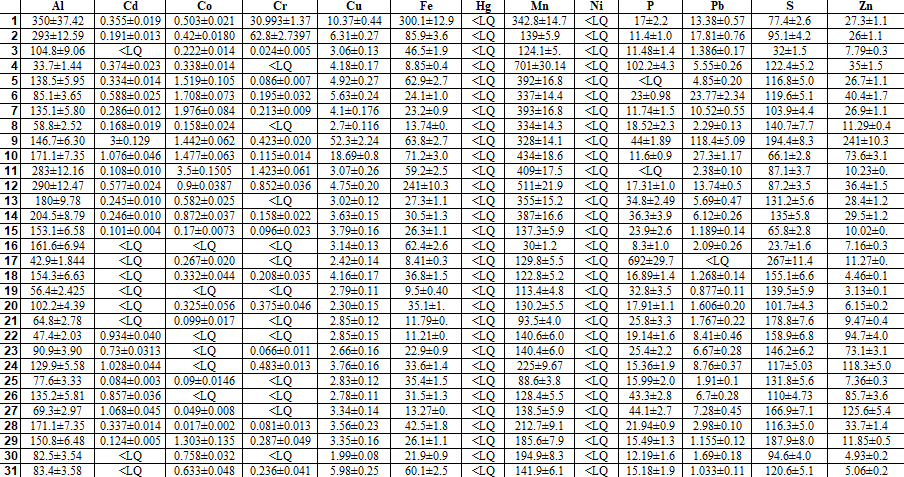 Al Cd Co Cr Cu Fe Hg Mn Ni P Pb S Zn
1 350±37.42 0.355±0.019 0.503±0.021 30.993±1.37 10.37±0.44 300.1±12.9 <LQ 342.8±14.7 <LQ 17±2.2 13.38±0.57 77.4±2.6 27.3±1.1
2 293±12.59 0.191±0.013 0.42±0.0180 62.8±2.7397 6.31±0.27 85.9±3.6 <LQ 139±5.9 <LQ 11.4±1.0 17.81±0.76 95.1±4.2 26±1.1
3 104.8±9.06 <LQ 0.222±0.014 0.024±0.005 3.06±0.13 46.5±1.9 <LQ 124.1±5. <LQ 11.48±1.4 1.386±0.17 32±1.5 7.79±0.3
4 33.7±1.44 0.374±0.023 0.338±0.014 <LQ 4.18±0.17 8.85±0.4 <LQ 701±30.14 <LQ 102.2±4.3 5.55±0.26 122.4±5.2 35±1.5
5 138.5±5.95 0.334±0.014 1.519±0.105 0.086±0.007 4.92±0.27 62.9±2.7 <LQ 392±16.8 <LQ <LQ 4.85±0.20 116.8±5.0 26.7±1.1
6 85.1±3.65 0.588±0.025 1.708±0.073 0.195±0.032 5.63±0.24 24.1±1.0 <LQ 337±14.4 <LQ 23±0.98 23.77±2.34 119.6±5.1 40.4±1.7
7 135.1±5.80 0.286±0.012 1.976±0.084 0.213±0.009 4.1±0.176 23.2±0.9 <LQ 393±16.8 <LQ 11.74±1.5 10.52±0.55 103.9±4.4 26.9±1.1
8 58.8±2.52 0.168±0.019 0.158±0.024 <LQ 2.7±0.116 13.74±0. <LQ 334±14.3 <LQ 18.52±2.3 2.29±0.13 140.7±7.7 11.29±0.4
9 146.7±6.30 3±0.129 1.442±0.062 0.423±0.020 52.3±2.24 63.8±2.7 <LQ 328±14.1 <LQ 44±1.89 118.4±5.09 194.4±8.3 241±10.3
10 171.1±7.35 1.076±0.046 1.477±0.063 0.115±0.014 18.69±0.8 71.2±3.0 <LQ 434±18.6 <LQ 11.6±0.9 27.3±1.17 66.1±2.8 73.6±3.1
11 283±12.16 0.108±0.010 3.5±0.1505 1.423±0.061 3.07±0.26 59.2±2.5 <LQ 409±17.5 <LQ <LQ 2.38±0.10 87.1±3.7 10.23±0.
12 290±12.47 0.577±0.024 0.9±0.0387 0.852±0.036 4.75±0.20 241±10.3 <LQ 511±21.9 <LQ 17.31±1.0 13.74±0.5 87.2±3.5 36.4±1.5
13 180±9.78 0.245±0.010 0.582±0.025 <LQ 3.02±0.12 27.3±1.1 <LQ 355±15.2 <LQ 34.8±2.49 5.69±0.47 131.2±5.6 28.4±1.2
14 204.5±8.79 0.246±0.010 0.872±0.037 0.158±0.022 3.63±0.15 30.5±1.3 <LQ 387±16.6 <LQ 36.3±3.9 6.12±0.26 135±5.8 29.5±1.2
15 153.1±6.58 0.101±0.004 0.17±0.0073 0.096±0.023 3.79±0.16 26.3±1.1 <LQ 137.3±5.9 <LQ 23.9±2.6 1.189±0.14 65.8±2.8 10.02±0.
16 161.6±6.94 <LQ <LQ <LQ 3.14±0.13 62.4±2.6 <LQ 30±1.2 <LQ 8.3±1.0 2.09±0.26 23.7±1.6 7.16±0.3
17 42.9±1.844 <LQ 0.267±0.020 <LQ 2.42±0.14 8.41±0.3 <LQ 129.8±5.5 <LQ 692±29.7 <LQ 267±11.4 11.27±0.
18 154.3±6.63 <LQ 0.332±0.044 0.208±0.035 4.16±0.17 36.8±1.5 <LQ 122.8±5.2 <LQ 16.89±1.4 1.268±0.14 155.1±6.6 4.46±0.1
19 56.4±2.425 <LQ <LQ <LQ 2.79±0.11 9.5±0.40 <LQ 113.4±4.8 <LQ 32.8±3.5 0.877±0.11 139.5±5.9 3.13±0.1
20 102.2±4.39 <LQ 0.325±0.056 0.375±0.046 2.30±0.15 35.1±1. <LQ 130.2±5.5 <LQ 17.91±1.1 1.606±0.20 101.7±4.3 6.15±0.2
21 64.8±2.78 <LQ 0.099±0.017 <LQ 2.85±0.12 11.79±0. <LQ 93.5±4.0 <LQ 25.8±3.3 1.767±0.22 178.8±7.6 9.47±0.4
22 47.4±2.03 0.934±0.040 <LQ <LQ 2.85±0.15 11.21±0. <LQ 140.6±6.0 <LQ 19.14±1.6 8.41±0.46 158.9±6.8 94.7±4.0
23 90.9±3.90 0.73±0.0313 <LQ 0.066±0.011 2.66±0.16 22.9±0.9 <LQ 140.4±6.0 <LQ 25.4±2.2 6.67±0.28 146.2±6.2 73.1±3.1
24 129.9±5.58 1.028±0.044 <LQ 0.483±0.013 3.76±0.16 33.6±1.4 <LQ 225±9.67 <LQ 15.36±1.9 8.76±0.37 117±5.03 118.3±5.0
25 77.6±3.33 0.084±0.003 0.09±0.0146 <LQ 2.83±0.12 35.4±1.5 <LQ 88.6±3.8 <LQ 15.99±2.0 1.91±0.1 131.8±5.6 7.36±0.3
26 135.2±5.81 0.857±0.036 <LQ <LQ 2.78±0.11 31.5±1.3 <LQ 128.4±5.5 <LQ 43.3±2.8 6.7±0.28 110±4.73 85.7±3.6
27 69.3±2.97 1.068±0.045 0.049±0.008 <LQ 3.34±0.14 13.27±0. <LQ 138.5±5.9 <LQ 44.1±2.7 7.28±0.45 166.9±7.1 125.6±5.4
28 171.1±7.35 0.337±0.014 0.017±0.002 0.081±0.013 3.56±0.23 42.5±1.8 <LQ 212.7±9.1 <LQ 21.94±0.9 2.98±0.10 116.3±5.0 33.7±1.4
29 150.8±6.48 0.124±0.005 1.303±0.135 0.287±0.049 3.35±0.16 26.1±1.1 <LQ 185.6±7.9 <LQ 15.49±1.3 1.155±0.12 187.9±8.0 11.85±0.5
30 82.5±3.54 <LQ 0.758±0.032 <LQ 1.99±0.08 21.9±0.9 <LQ 194.9±8.3 <LQ 12.19±1.6 1.69±0.18 94.6±4.0 4.93±0.2
31 83.4±3.58 <LQ 0.633±0.048 0.236±0.041 5.98±0.25 60.1±2.5 <LQ 141.9±6.1 <LQ 15.18±1.9 1.033±0.11 120.6±5.1 5.06±0.2